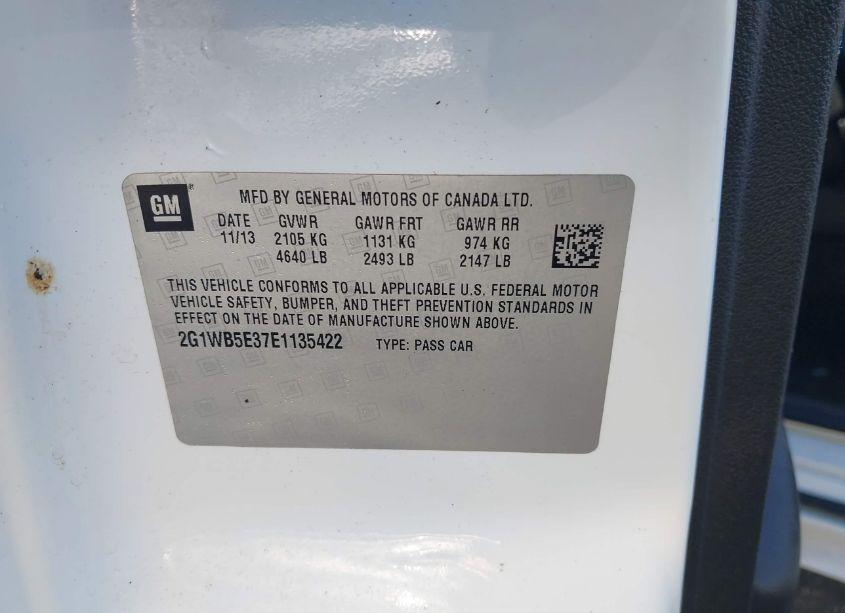 GM ® MFD BY GENERAL MOTORS OF CANADA LTD.
DATE GVWR GAWR FRT GAWR RR
11/13 2105 KG 1131 KG 974 KG
4640 LB 2493 LB 2147 LB
THIS VEHICLE CONFORMS TO ALL APPLICABLE U.S. FEDERAL MOTOR
VEHICLE SAFETY, BUMPER, AND THEFT PREVENTION STANDARDS IN
EFFECT ON THE DATE OF MANUFACTURE SHOWN ABOVE.
2G1WB5E37E1135422 TYPE: PASS CAR